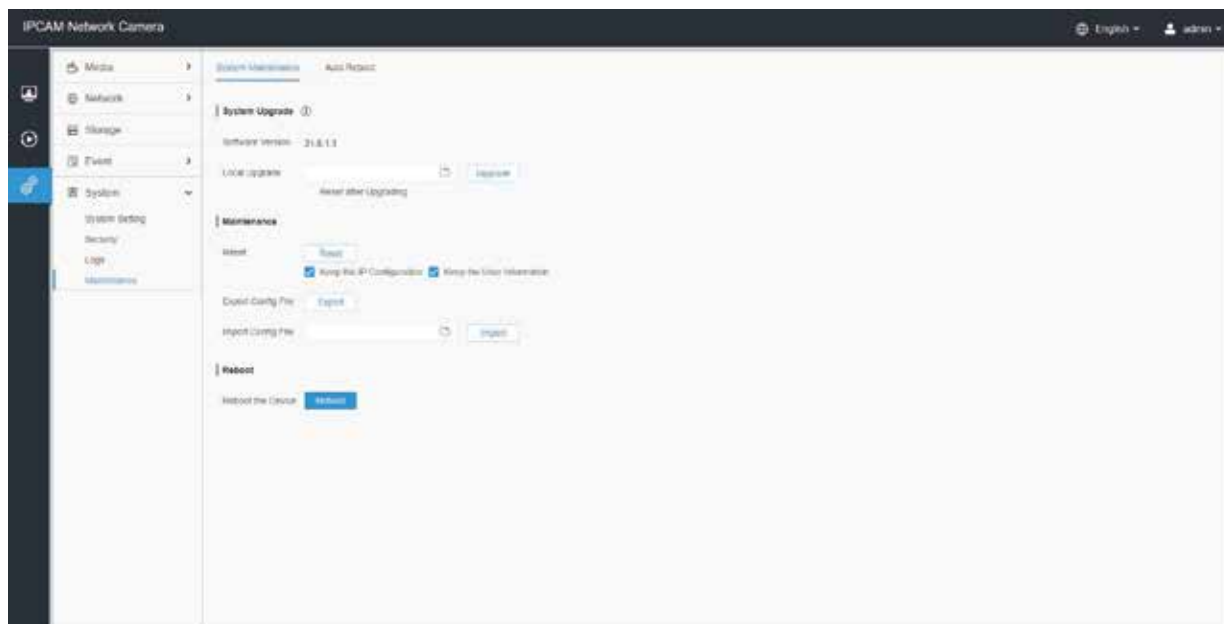 IPCAM Network Camera
English
admin
Media
Network
Storage
Event
System
System Setting
Security
Logs
Maintenance
System Maintenance Auto Reboot
System Upgrade
Software Version
Local Upgrade Upgrade
Reset after Upgrading
Maintenance
Reset Reset
Keep the IP Configuration Keep the User Information
Export Config File Export
Import Config File Import
Reboot
Reboot the Device Reboot